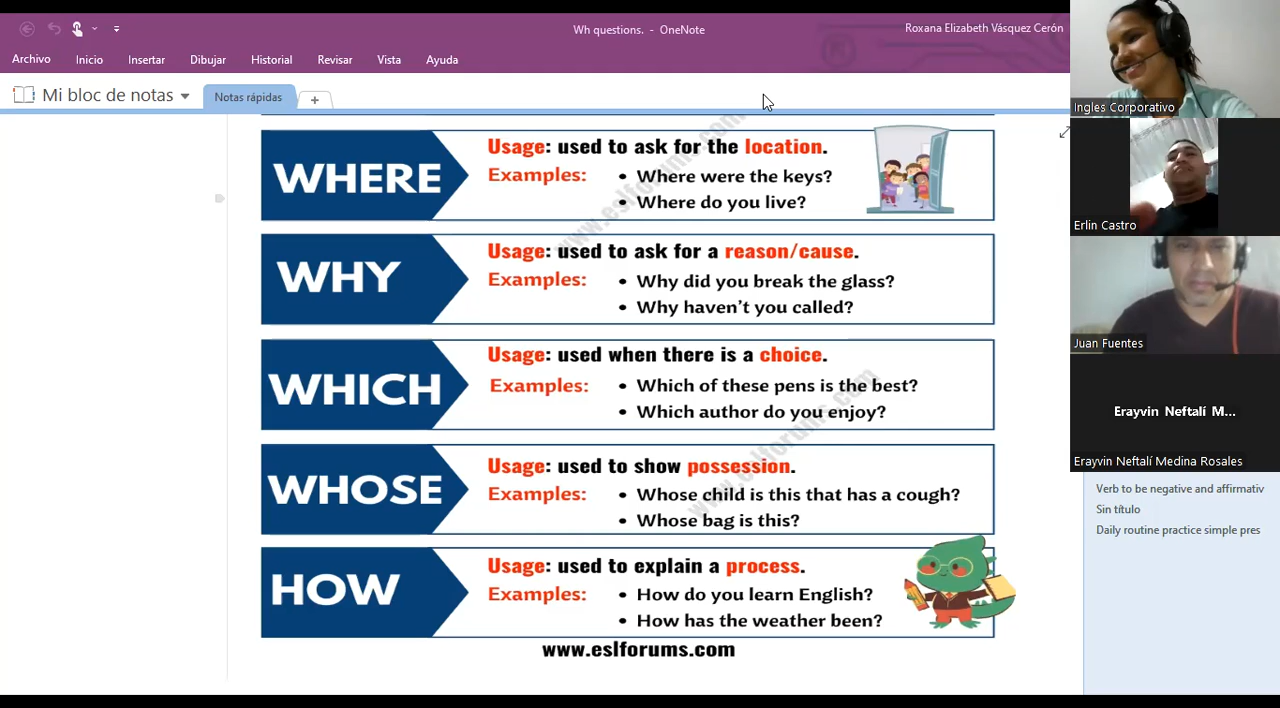 Wh questions. - OneNote
Roxana Elizabeth Vásquez Cerón
Archivo Inicio Insertar Dibujar Historial Revisar Vista Ayuda
Mi bloc de notas
Notas rápidas
+
WHERE
Usage: used to ask for the location.
Examples:
• Where were the keys?
• Where do you live?
WHY
Usage: used to ask for a reason/cause.
Examples:
• Why did you break the glass?
• Why haven't you called?
WHICH
Usage: used when there is a choice.
Examples:
• Which of these pens is the best?
• Which author do you enjoy?
WHOSE
Usage: used to show possession.
Examples:
• Whose child is this that has a cough?
• Whose bag is this?
HOW
Usage: used to explain a process.
Examples:
• How do you learn English?
• How has the weather been?
www.eslforums.com
www.eslforums.com
www.eslforums.com
Ingles Corporativo
Erlin Castro
Juan Fuentes
Erayvin Neftalí M...
Erayvin Neftalí Medina Rosales
Verb to be negative and affirmativ
Sin título
Daily routine practice simple pres